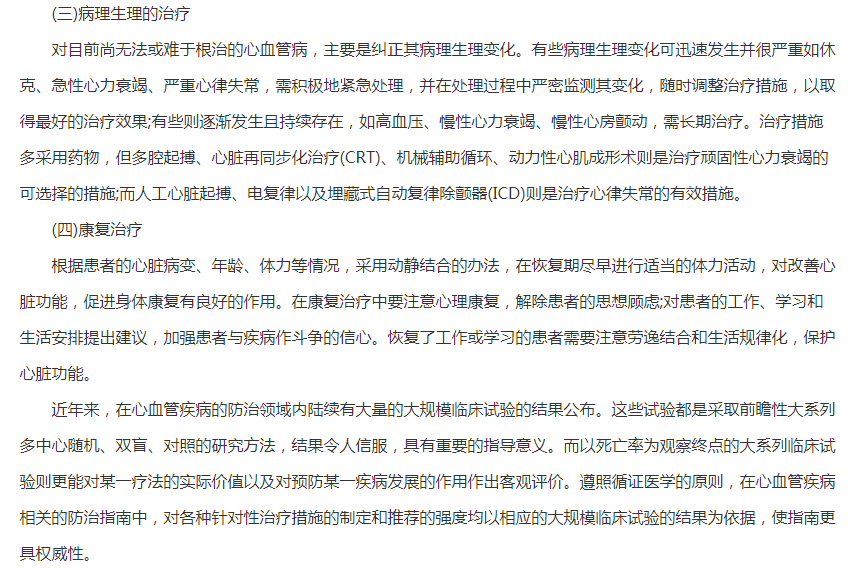 (三)病理生理的治疗
对目前尚无法或难于根治的心血管病，主要是纠正其病理生理变化。有些病理生理变化可迅速发生并很严重如休
克、急性心力衰竭、严重心律失常，需积极地紧急处理，并在处理过程中严密监测其变化，随时调整治疗措施，以取
得最好的治疗效果;有些则逐渐发生且持续存在，如高血压、慢性心力衰竭、慢性心房颤动，需长期治疗。治疗措施
多采用药物，但多腔起搏、心脏再同步化治疗(CRT)、机械辅助循环、动力性心肌成形术则是治疗顽固性心力衰竭的
可选择的措施;而人工心脏起搏、电复律以及埋藏式自动复律除颤器(ICD)则是治疗心律失常的有效措施。
(四)康复治疗
根据患者的心脏病变、年龄、体力等情况，采用动静结合的办法，在恢复期尽早进行适当的体力活动，对改善心
脏功能，促进身体康复有良好的作用。在康复治疗中要注意心理康复，解除患者的思想顾虑;对患者的工作、学习和
生活安排提出建议，加强患者与疾病作斗争的信心。恢复了工作或学习的患者需要注意劳逸结合和生活规律化，保护
心脏功能。
近年来，在心血管疾病的防治领域内陆续有大量的大规模临床试验的结果公布。这些试验都是采取前瞻性大系列
多中心随机、双盲、对照的研究方法，结果令人信服，具有重要的指导意义。而以死亡率为观察终点的大系列临床试
验则更能对某一疗法的实际价值以及对预防某一疾病发展的作用作出客观评价。遵照循证医学的原则，在心血管疾病
相关的防治指南中，对各种针对性治疗措施的制定和推荐的强度均以相应的大规模临床试验的结果为依据，使指南更
具权威性。